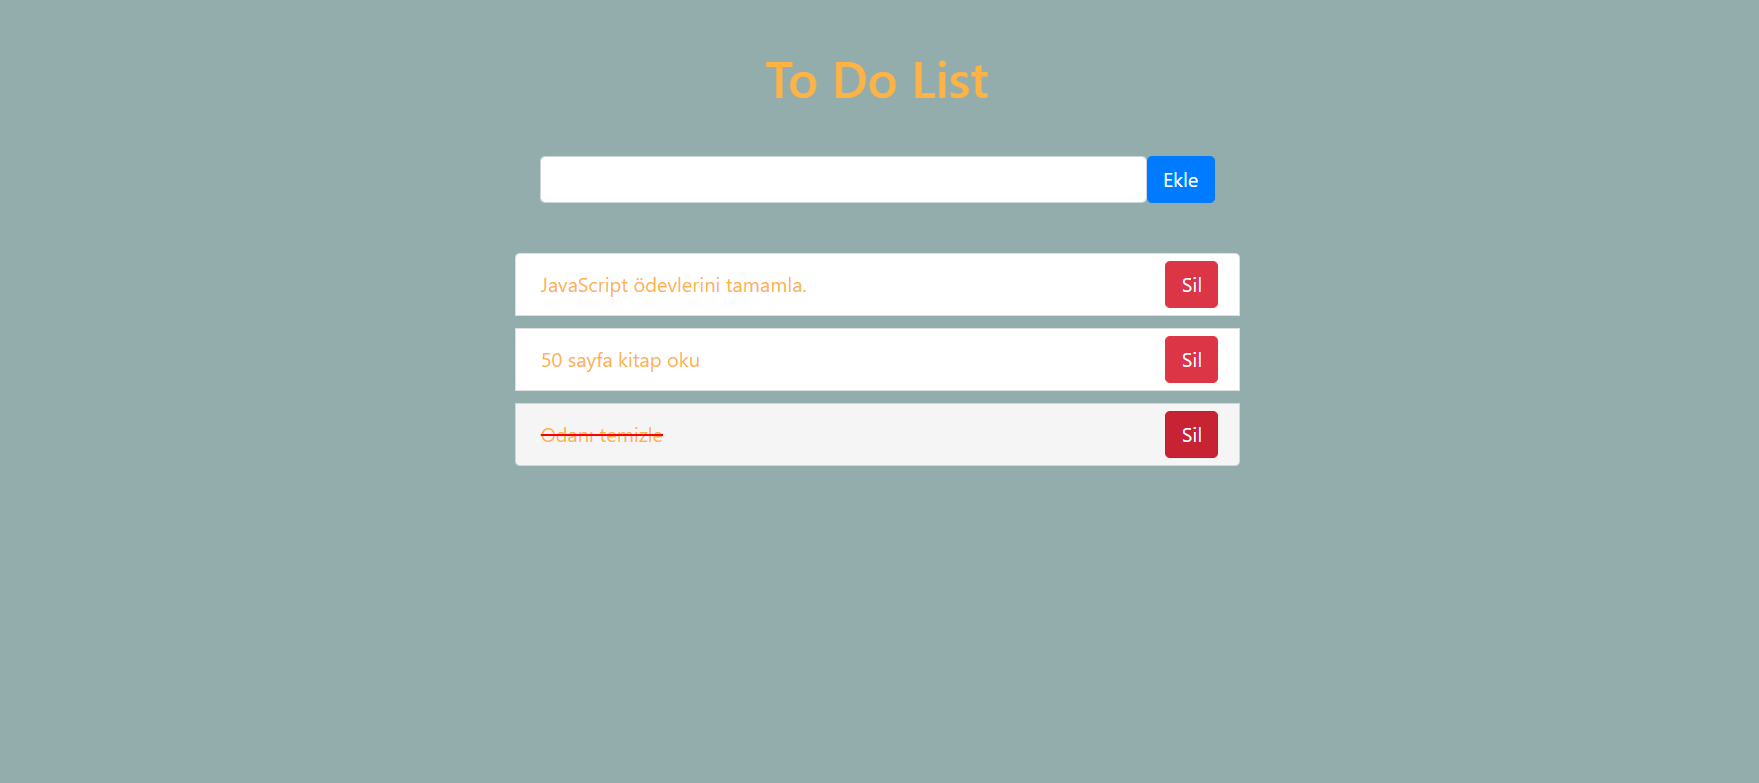 To Do List
Ekle
JavaScript ödevlerini tamamla. Sil
50 sayfa kitap oku Sil
Odanı temizle Sil